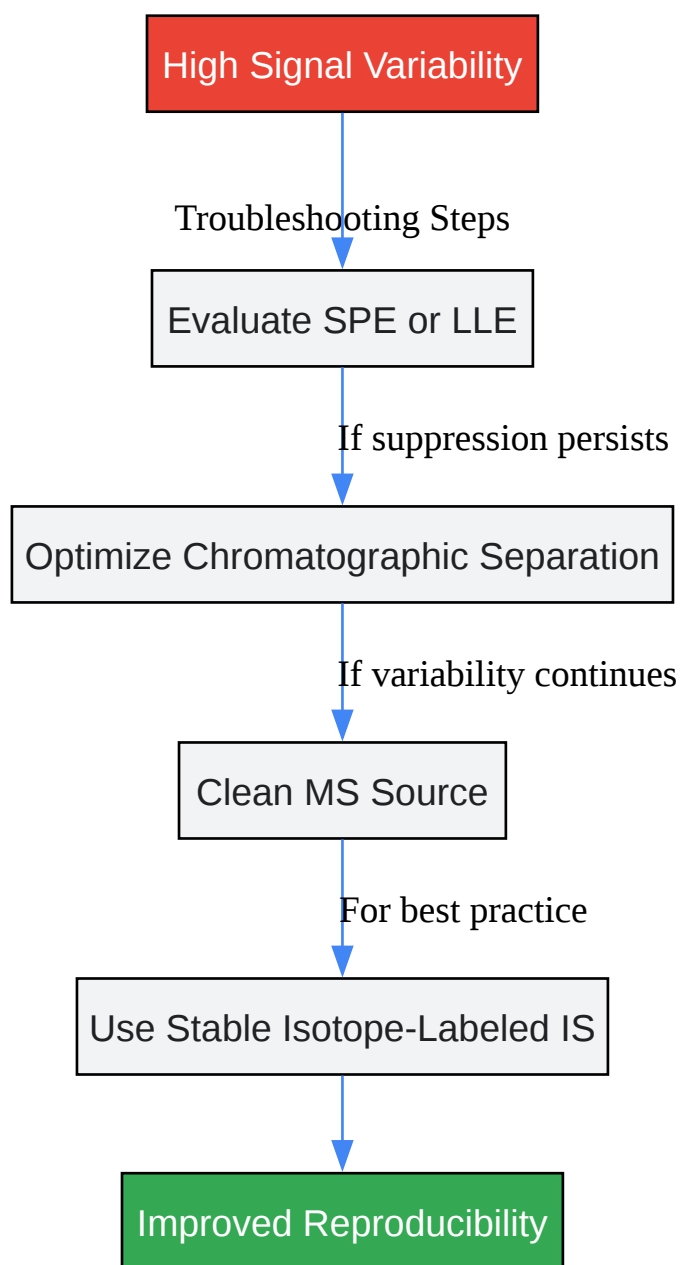 High Signal Variability
Troubleshooting Steps
Evaluate SPE or LLE
If suppression persists
Optimize Chromatographic Separation
If variability continues
Clean MS Source
For best practice
Use Stable Isotope-Labeled IS
Improved Reproducibility